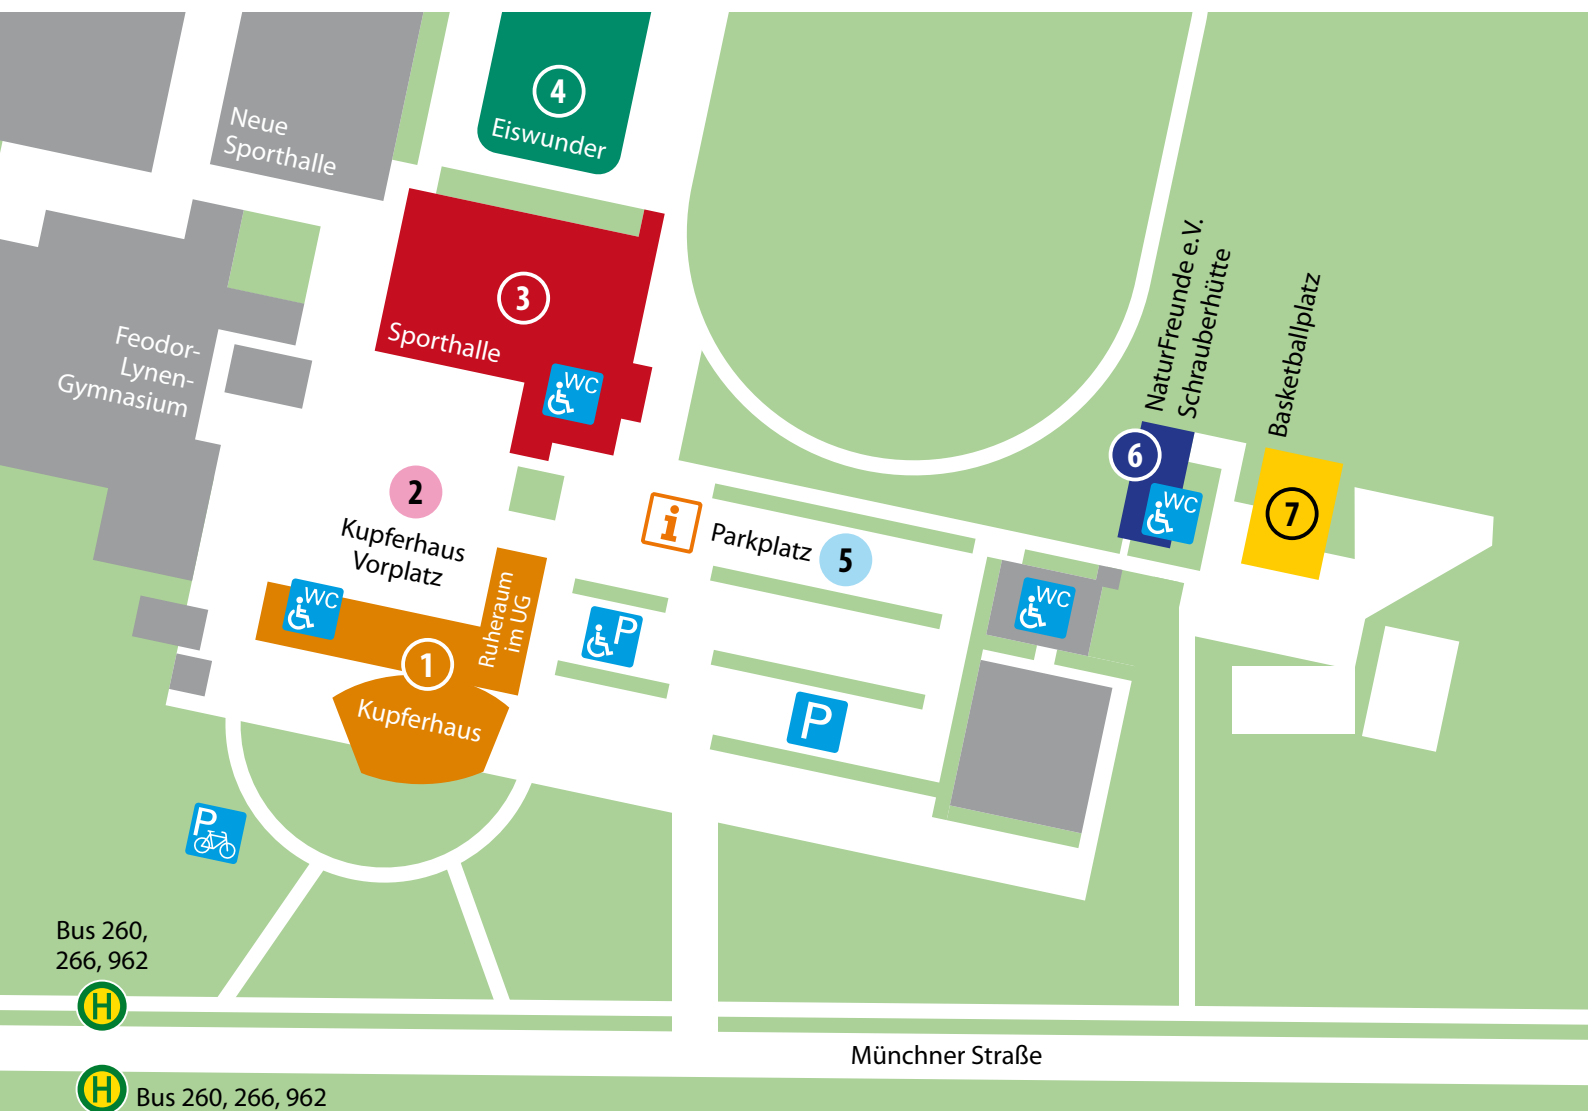 4
Eiswunder
Neue
Sporthalle
3
Sporthalle
WC
Feodor-
Lynen-
Gymnasium
NaturFreunde e.V.
Schrauberhütte
Basketballplatz
6
WC
7
2
Kupferhaus
Vorplatz
i
Parkplatz
5
WC
WC
Ruheraum
im UG
P
1
Kupferhaus
P
P
Bus 260,
266, 962
H
Münchner Straße
H
Bus 260, 266, 962